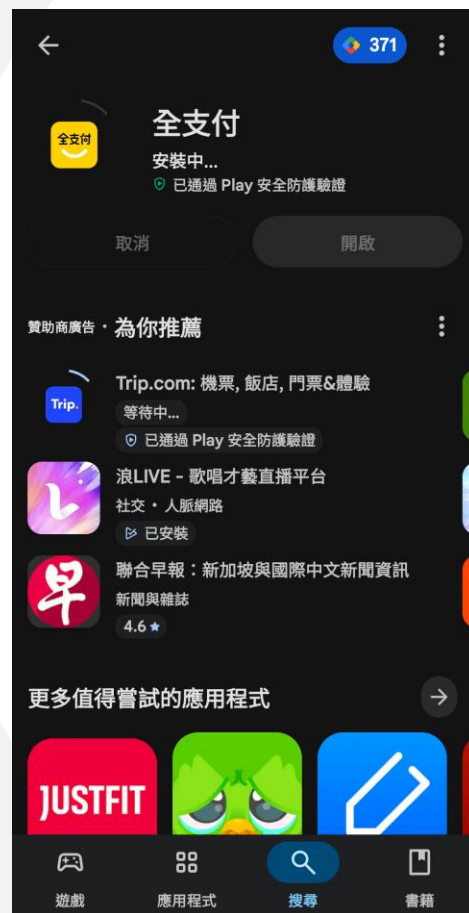 371
全支付
全支付
安裝中...
已通過 Play 安全防護驗證
取消
開啟
贊助商廣告・為你推薦
Trip.
Trip.com: 機票, 飯店, 門票&體驗
等待中...
已通過 Play 安全防護驗證
浪LIVE - 歌唱才藝直播平台
社交・人脈網路
已安裝
早
聯合早報：新加坡與國際中文新聞資訊
新聞與雜誌
4.6★
更多值得嘗試的應用程式
JUSTFIT
遊戲
應用程式
搜尋
書籍